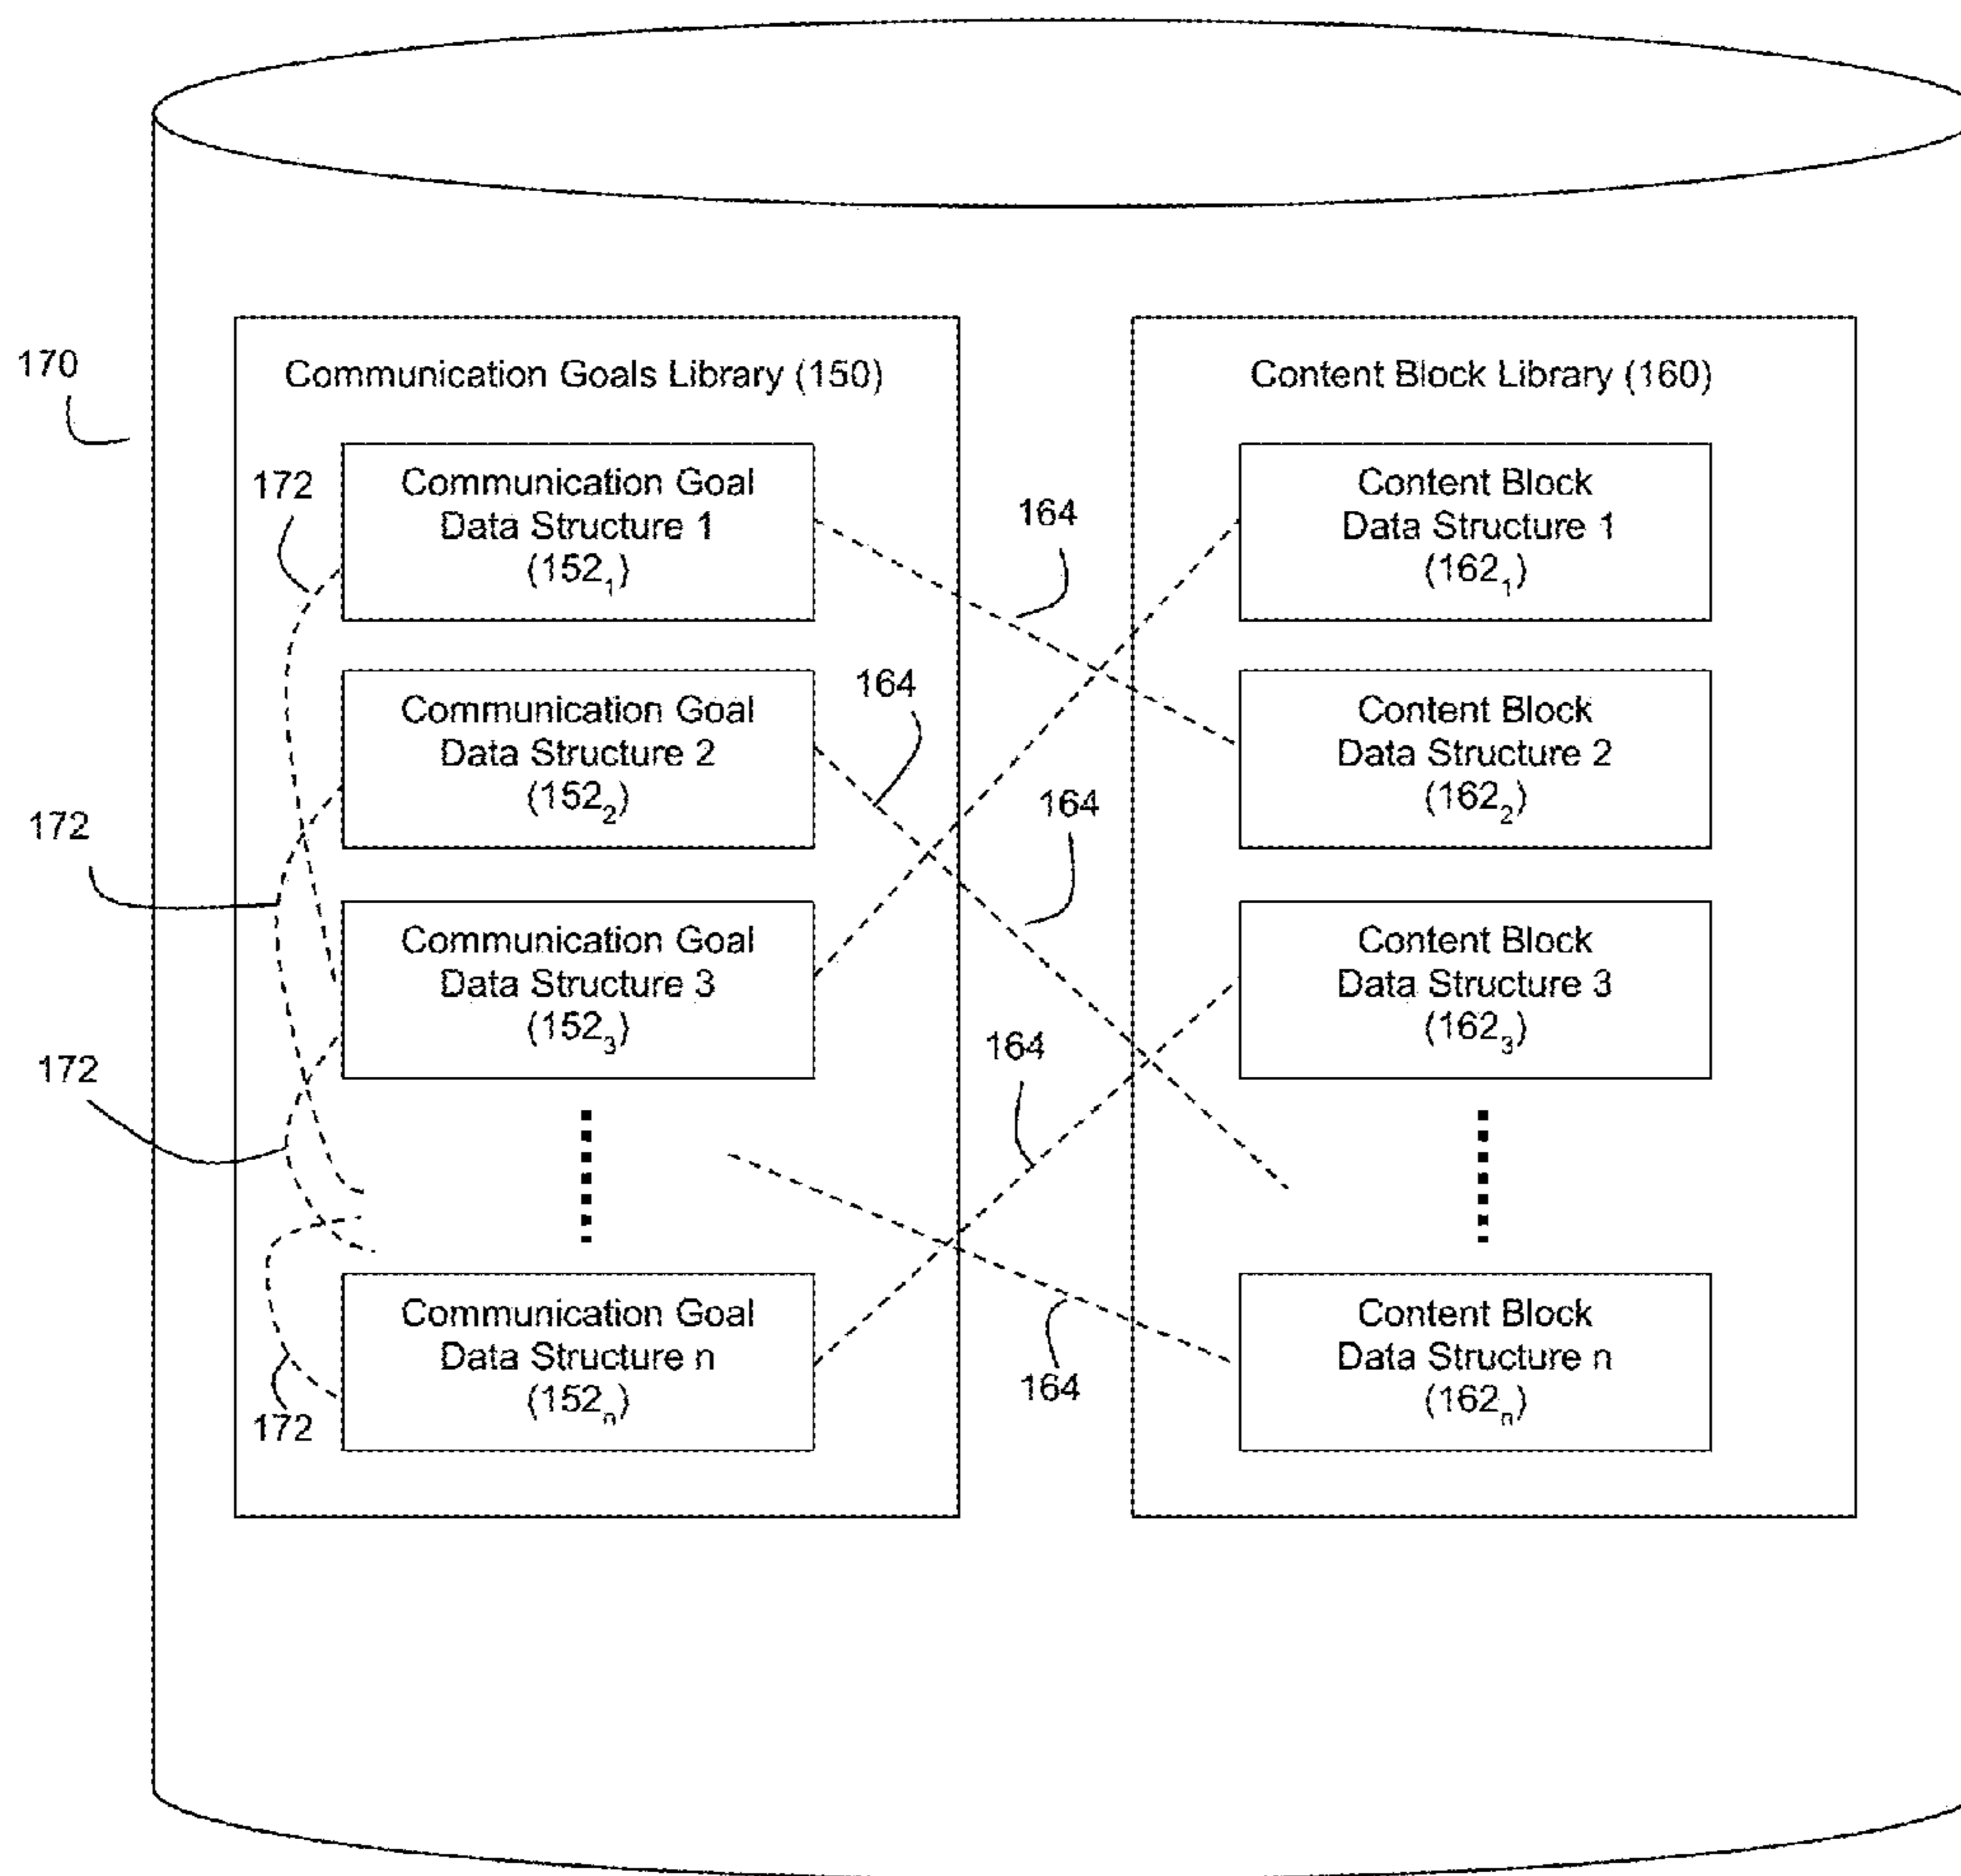 170
Communication Goals Library (150)
172
Communication Goal
Data Structure 1
(152₁)
Communication Goal
Data Structure 2
(152₂)
172
Communication Goal
Data Structure 3
(152₃)
172
Communication Goal
Data Structure n
(152ₙ)
172
164
164
164
164
164
Content Block Library (160)
Content Block
Data Structure 1
(162₁)
Content Block
Data Structure 2
(162₂)
Content Block
Data Structure 3
(162₃)
Content Block
Data Structure n
(162ₙ)